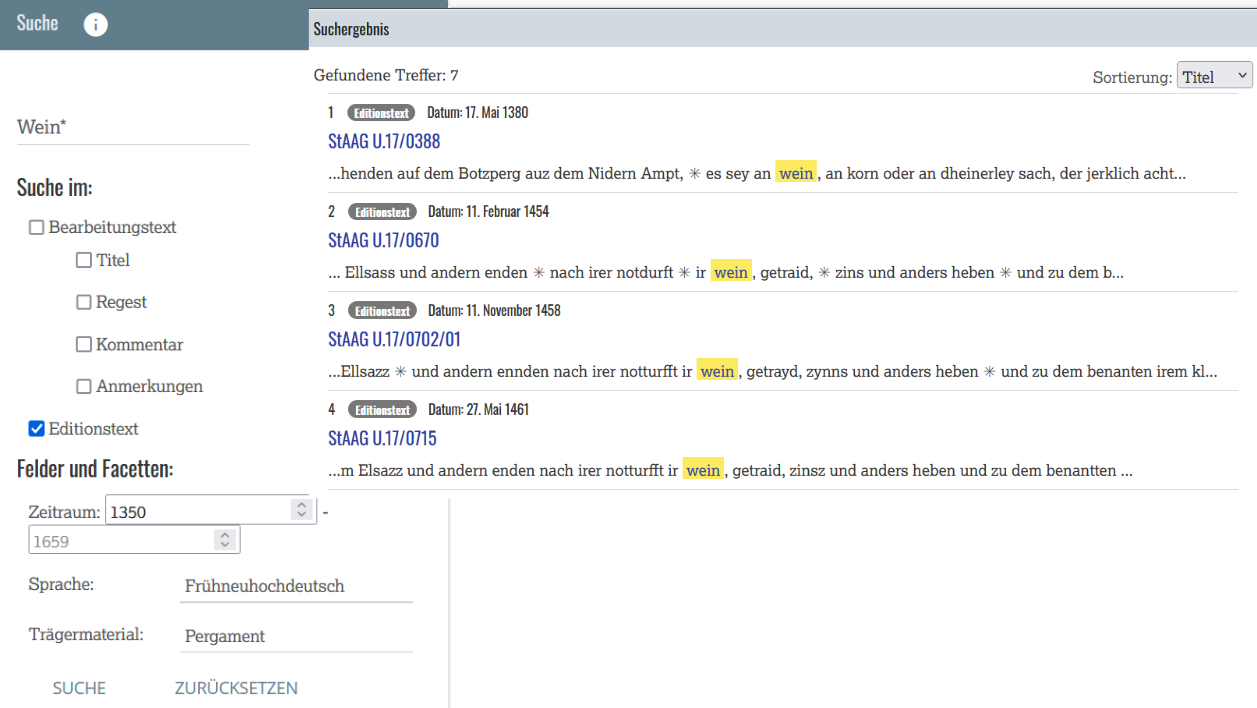 Suche i
Wein*
Suche im:
Bearbeitungstext
Titel
Regest
Kommentar
Anmerkungen
Editionstext
Felder und Facetten:
Zeitraum: 1350 -
1659
Sprache: Frühneuhochdeutsch
Trägermaterial: Pergament
SUCHE ZURÜCKSETZEN
Suchergebnis
Gefundene Treffer: 7 Sortierung: Titel
1 Editionstext Datum: 17. Mai 1380
StAAG U.17/0388
...henden auf dem Botzperg auz dem Nidern Ampt, ✳ es sey an wein, an korn oder an dheinerley sach, der jerklich acht...
2 Editionstext Datum: 11. Februar 1454
StAAG U.17/0670
... Ellsass und andern enden ✳ nach irer notdurft ✳ ir wein, getraid, ✳ zins und anders heben ✳ und zu dem b...
3 Editionstext Datum: 11. November 1458
StAAG U.17/0702/01
...Ellsazz ✳ und andern ennden nach irer notturfft ir wein, getrayd, zynns und anders heben ✳ und zu dem benanten irem kl...
4 Editionstext Datum: 27. Mai 1461
StAAG U.17/0715
...m Elsazz und andern enden nach irer notturfft ir wein, getraid, zinsz und anders heben und zu dem benantten ...